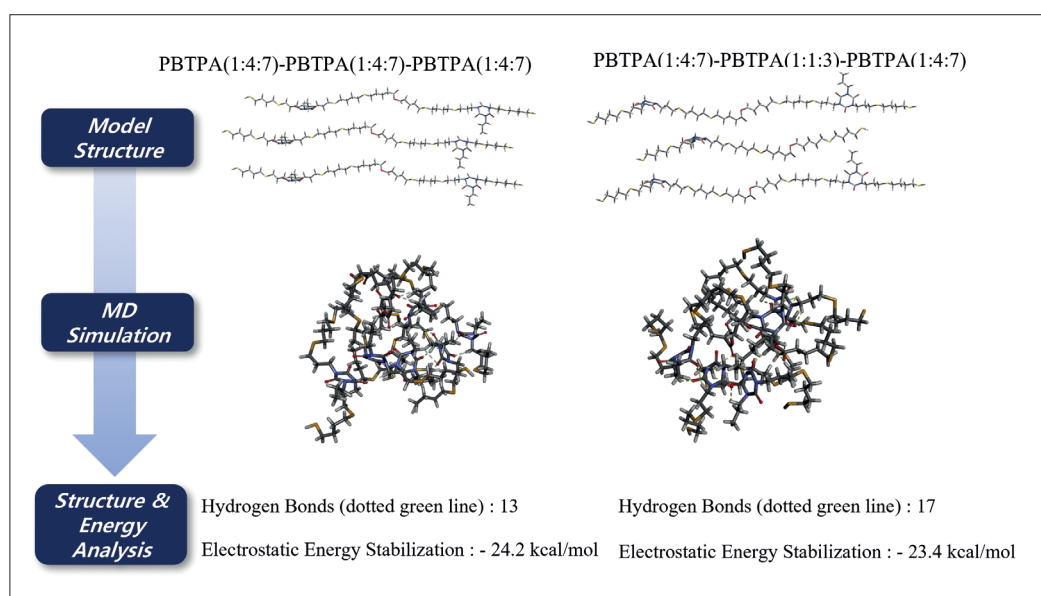 PBTPA(1:4:7)-PBTPA(1:4:7)-PBTPA(1:4:7)
PBTPA(1:4:7)-PBTPA(1:1:3)-PBTPA(1:4:7)
Model
Structure
MD
Simulation
Structure &
Energy
Analysis
Hydrogen Bonds (dotted green line) : 13
Electrostatic Energy Stabilization : - 24.2 kcal/mol
Hydrogen Bonds (dotted green line) : 17
Electrostatic Energy Stabilization : - 23.4 kcal/mol